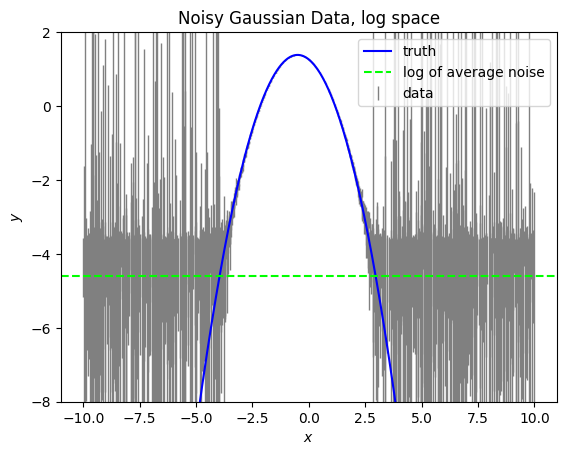 Noisy Gaussian Data, log space
truth
log of average noise
data
2
0
−2
−4
−6
−8
y
−10.0 −7.5 −5.0 −2.5 0.0 2.5 5.0 7.5 10.0
x